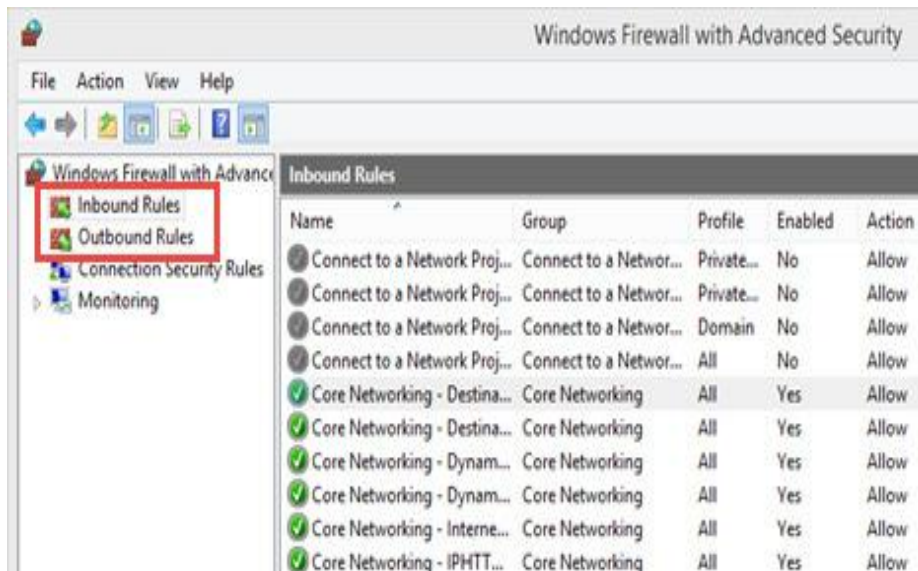 Windows Firewall with Advanced Security
File Action View Help
Windows Firewall with Advance
Inbound Rules
Outbound Rules
Connection Security Rules
Monitoring
Inbound Rules
Name Group Profile Enabled Action
Connect to a Network Proj... Connect to a Networ... Private... No Allow
Connect to a Network Proj... Connect to a Networ... Private... No Allow
Connect to a Network Proj... Connect to a Networ... Domain No Allow
Connect to a Network Proj... Connect to a Networ... All No Allow
Core Networking - Destina... Core Networking All Yes Allow
Core Networking - Destina... Core Networking All Yes Allow
Core Networking - Dynam... Core Networking All Yes Allow
Core Networking - Dynam... Core Networking All Yes Allow
Core Networking - Interne... Core Networking All Yes Allow
Core Networking - IPHTT... Core Networking All Yes Allow